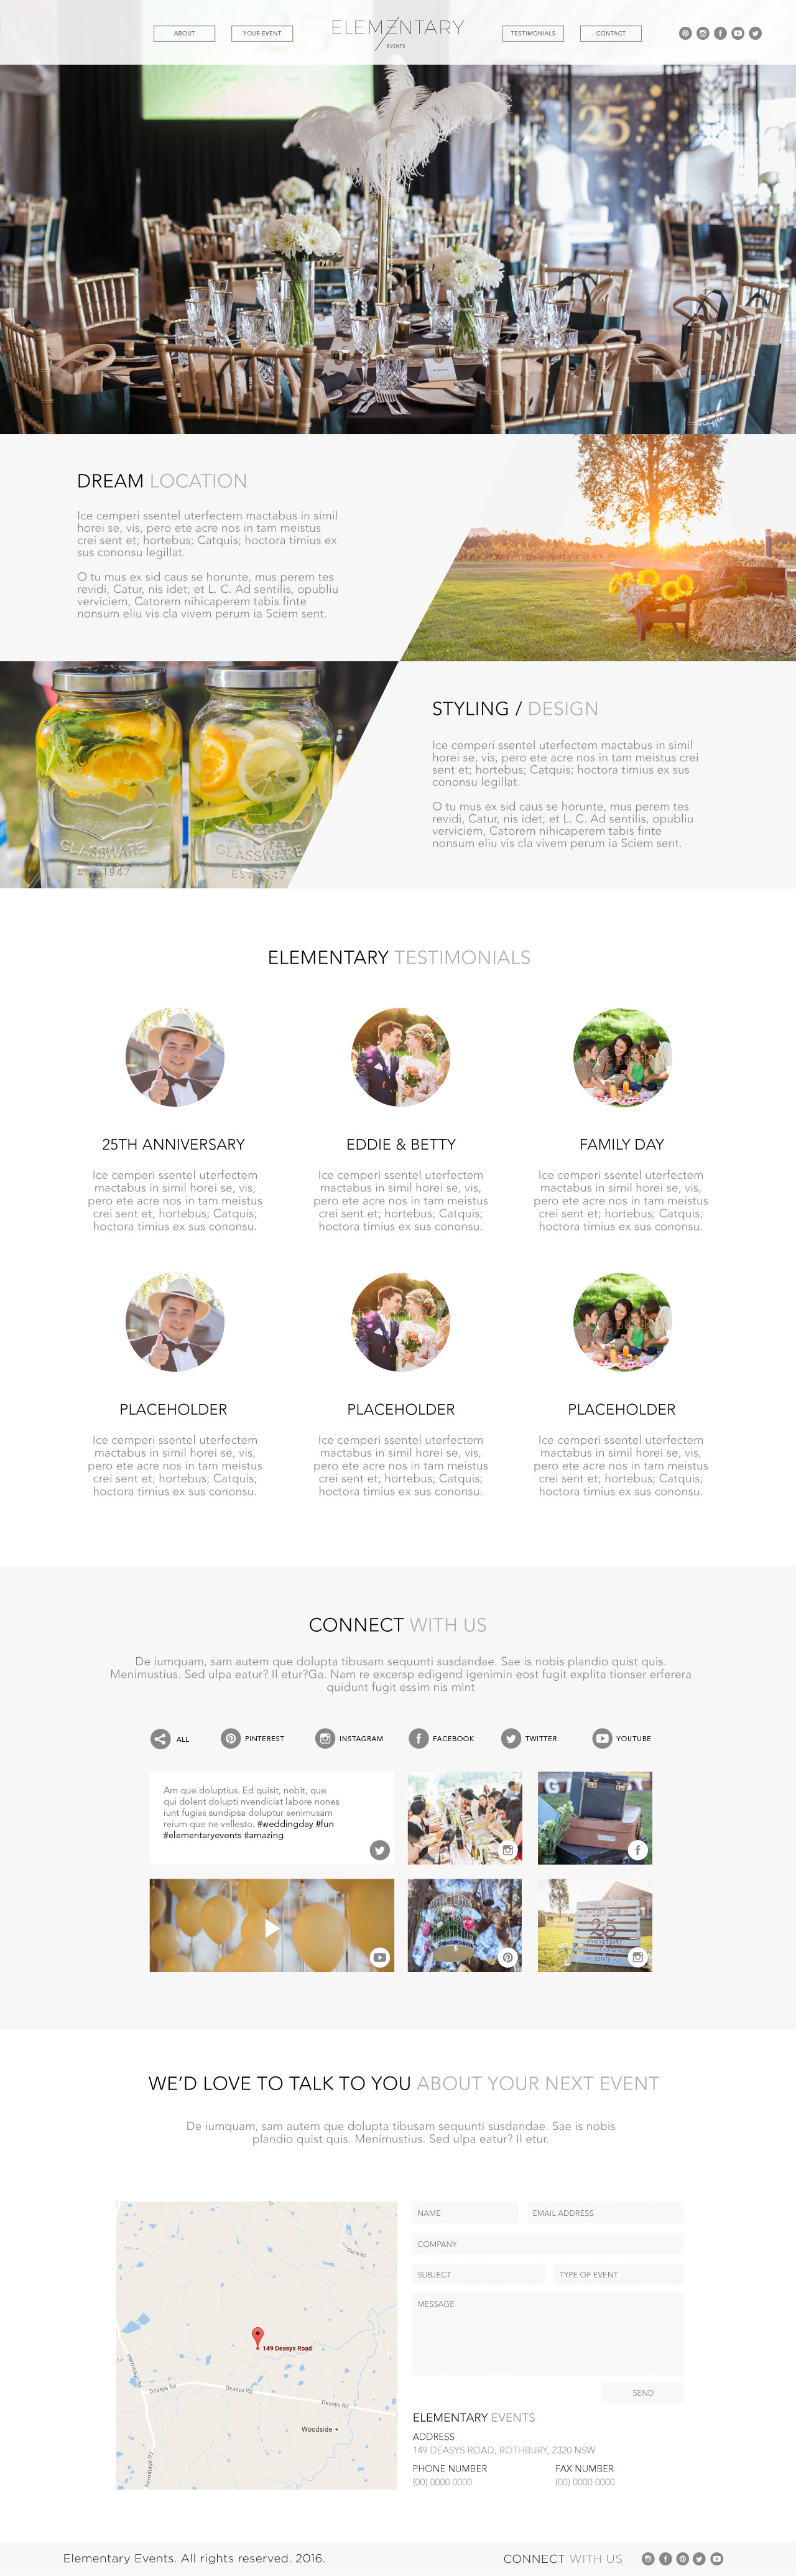 ABOUT
YOUR EVENT
ELEMENTARY
EVENTS
TESTIMONIALS
CONTACT
25
DREAM LOCATION
Ice cemperi ssentel uterfectem mactabus in simil
horei se, vis, pero ete acre nos in tam meistus
crei sent et; hortebus; Catquis; hoctora timius ex
sus cononsu legillat.
O tu mus ex sid caus se horunte, mus perem tes
revidi, Catur, nis idet; et L. C. Ad sentilis, opubliu
verviciem, Catorem nihicaperem tabis finte
nonsum eliu vis cla vivem perum ia Sciem sent.
GLASSWARE
1947
GLASSWARE
STYLING / DESIGN
Ice cemperi ssentel uterfectem mactabus in simil
horei se, vis, pero ete acre nos in tam meistus crei
sent et; hortebus; Catquis; hoctora timius ex sus
cononsu legillat.
O tu mus ex sid caus se horunte, mus perem tes
revidi, Catur, nis idet; et L. C. Ad sentilis, opubliu
verviciem, Catorem nihicaperem tabis finte
nonsum eliu vis cla vivem perum ia Sciem sent.
ELEMENTARY TESTIMONIALS
25TH ANNIVERSARY
Ice cemperi ssentel uterfectem
mactabus in simil horei se, vis,
pero ete acre nos in tam meistus
crei sent et; hortebus; Catquis;
hoctora timius ex sus cononsu.
EDDIE & BETTY
Ice cemperi ssentel uterfectem
mactabus in simil horei se, vis,
pero ete acre nos in tam meistus
crei sent et; hortebus; Catquis;
hoctora timius ex sus cononsu.
FAMILY DAY
Ice cemperi ssentel uterfectem
mactabus in simil horei se, vis,
pero ete acre nos in tam meistus
crei sent et; hortebus; Catquis;
hoctora timius ex sus cononsu.
PLACEHOLDER
Ice cemperi ssentel uterfectem
mactabus in simil horei se, vis,
pero ete acre nos in tam meistus
crei sent et; hortebus; Catquis;
hoctora timius ex sus cononsu.
PLACEHOLDER
Ice cemperi ssentel uterfectem
mactabus in simil horei se, vis,
pero ete acre nos in tam meistus
crei sent et; hortebus; Catquis;
hoctora timius ex sus cononsu.
PLACEHOLDER
Ice cemperi ssentel uterfectem
mactabus in simil horei se, vis,
pero ete acre nos in tam meistus
crei sent et; hortebus; Catquis;
hoctora timius ex sus cononsu.
CONNECT WITH US
De iumquam, sam autem que dolupta tibusam sequunti susdandae. Sae is nobis plandio quist quis.
Menimustius. Sed ulpa eatur? Il etur?Ga. Nam re excersp edigend igenimin eost fugit explita tionser erferera
quidunt fugit essim nis mint
ALL
PINTEREST
INSTAGRAM
FACEBOOK
TWITTER
YOUTUBE
Am que doluptius. Ed quisit, nobit, que
qui dolent dolupti nvendiciat labore nones
iunt fugias sundipsa doluptur senimusam
reium que ne vellesto. #weddingday #fun
#elementaryevents #amazing
25
ANNIVERSARY
ESTATE
WE'D LOVE TO TALK TO YOU ABOUT YOUR NEXT EVENT
De iumquam, sam autem que dolupta tibusam sequunti susdandae. Sae is nobis
plandio quist quis. Menimustius. Sed ulpa eatur? Il etur.
Old N Rd
149 Deasys Road
Hermitage Rd
Deasys Rd
Deasys Rd
Deasys Rd
Woodside
Hermitage Rd
NAME
EMAIL ADDRESS
COMPANY
SUBJECT
TYPE OF EVENT
MESSAGE
SEND
ELEMENTARY EVENTS
ADDRESS
149 DEASYS ROAD, ROTHBURY, 2320 NSW
PHONE NUMBER
(00) 0000 0000
FAX NUMBER
(00) 0000 0000
Elementary Events. All rights reserved. 2016.
CONNECT WITH US